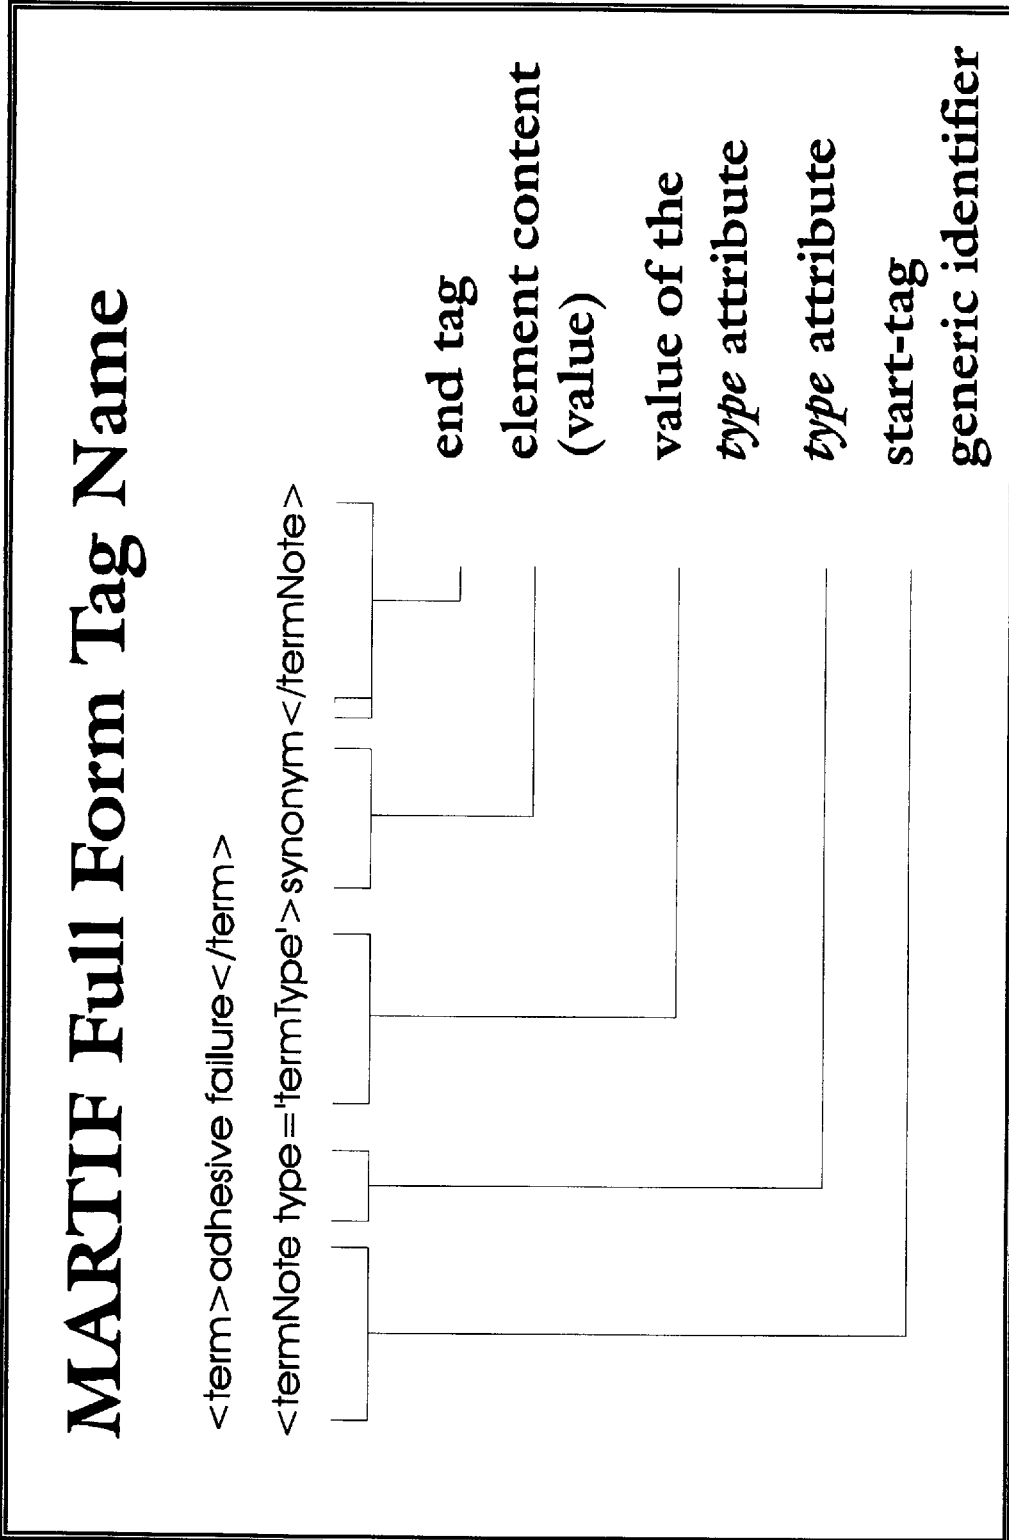 MARTIF Full Form Tag Name
<term>adhesive failure</term>
<termNote type='termType'>synonym</termNote>
end tag
element content
(value)
value of the
type attribute
type attribute
start-tag
generic identifier